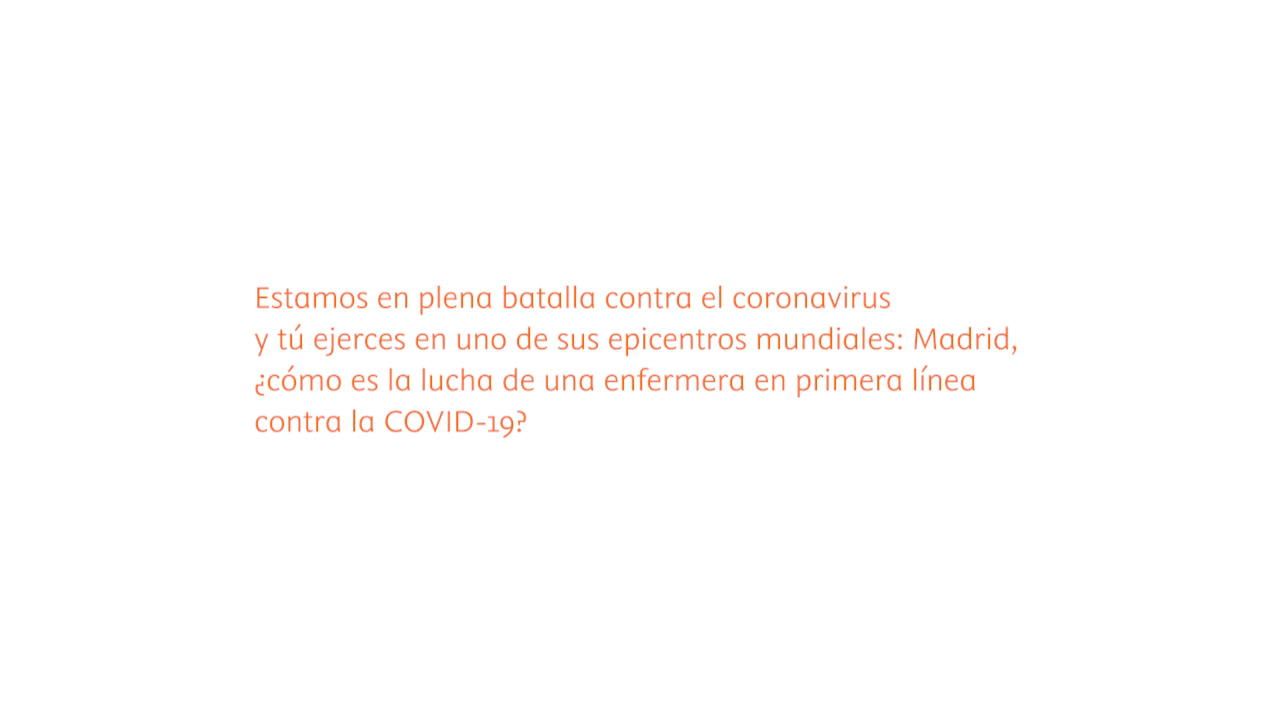 Estamos en plena batalla contra el coronavirus
y tú ejerces en uno de sus epicentros mundiales: Madrid,
¿cómo es la lucha de una enfermera en primera línea
contra la COVID-19?